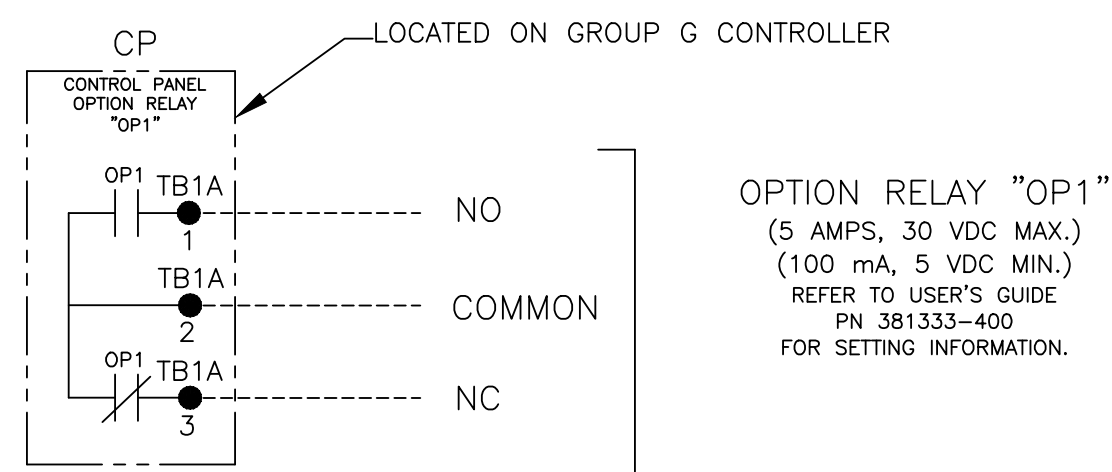 LOCATED ON GROUP G CONTROLLER
CP
CONTROL PANEL
OPTION RELAY
"OP1"
OP1
TB1A
1
NO
TB1A
2
COMMON
OP1
TB1A
3
NC
OPTION RELAY "OP1"
(5 AMPS, 30 VDC MAX.)
(100 mA, 5 VDC MIN.)
REFER TO USER'S GUIDE
PN 381333-400
FOR SETTING INFORMATION.